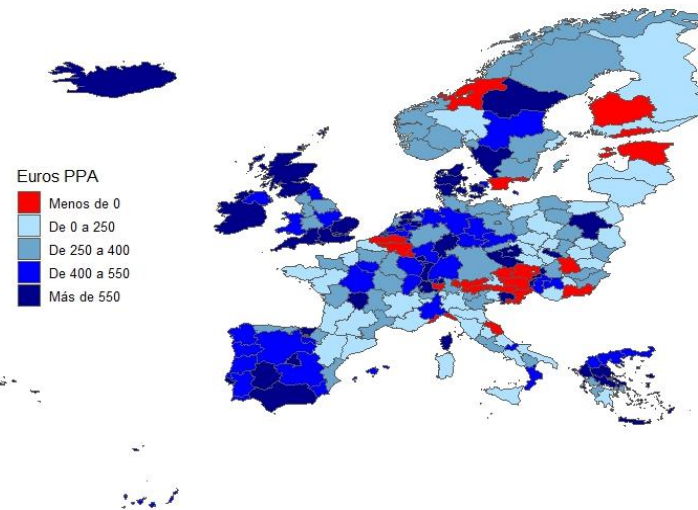 Euros PPA
Menos de 0
De 0 a 250
De 250 a 400
De 400 a 550
Más de 550